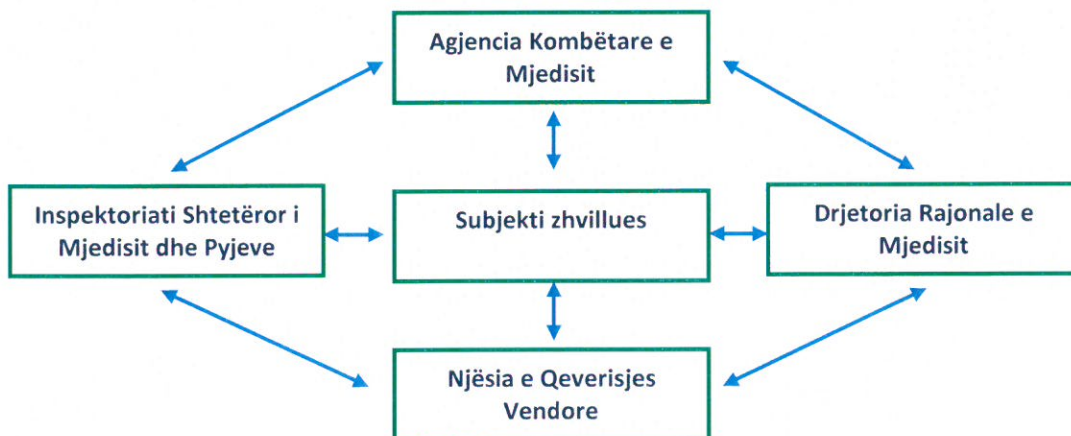 Agjencia Kombëtare e
Mjedisit
Inspektoriati Shtetëror i
Mjedisit dhe Pyjeve
Subjekti zhvillues
Drjetoria Rajonale e
Mjedisit
Njësia e Qeverisjes
Vendore